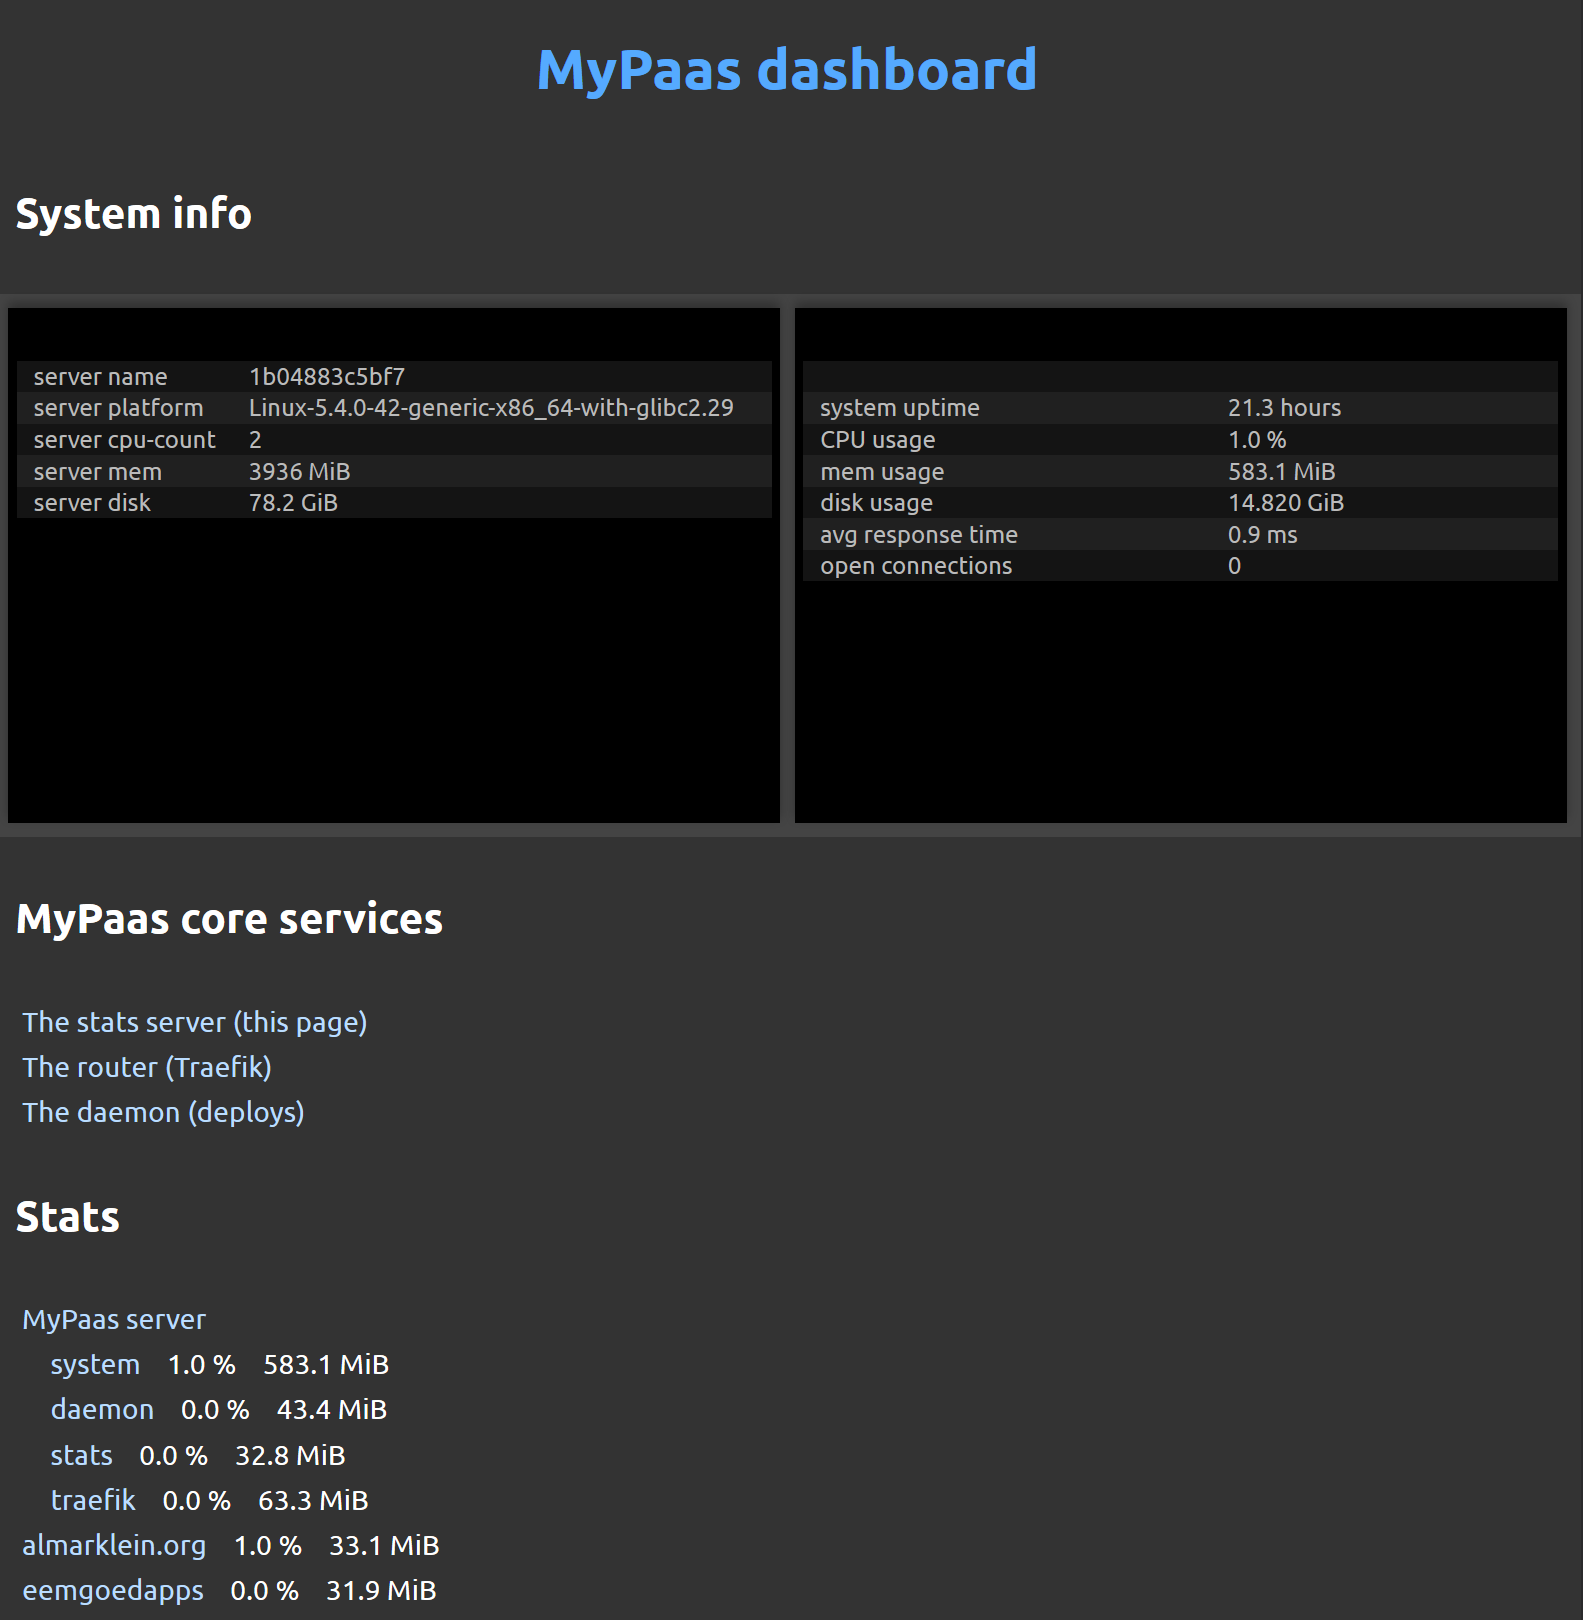 MyPaas dashboard
System info
server name 1b04883c5bf7
server platform Linux-5.4.0-42-generic-x86_64-with-glibc2.29
server cpu-count 2
server mem 3936 MiB
server disk 78.2 GiB
system uptime 21.3 hours
CPU usage 1.0 %
mem usage 583.1 MiB
disk usage 14.820 GiB
avg response time 0.9 ms
open connections 0
MyPaas core services
The stats server (this page)
The router (Traefik)
The daemon (deploys)
Stats
MyPaas server
system 1.0 % 583.1 MiB
daemon 0.0 % 43.4 MiB
stats 0.0 % 32.8 MiB
traefik 0.0 % 63.3 MiB
almarklein.org 1.0 % 33.1 MiB
eemgoedapps 0.0 % 31.9 MiB